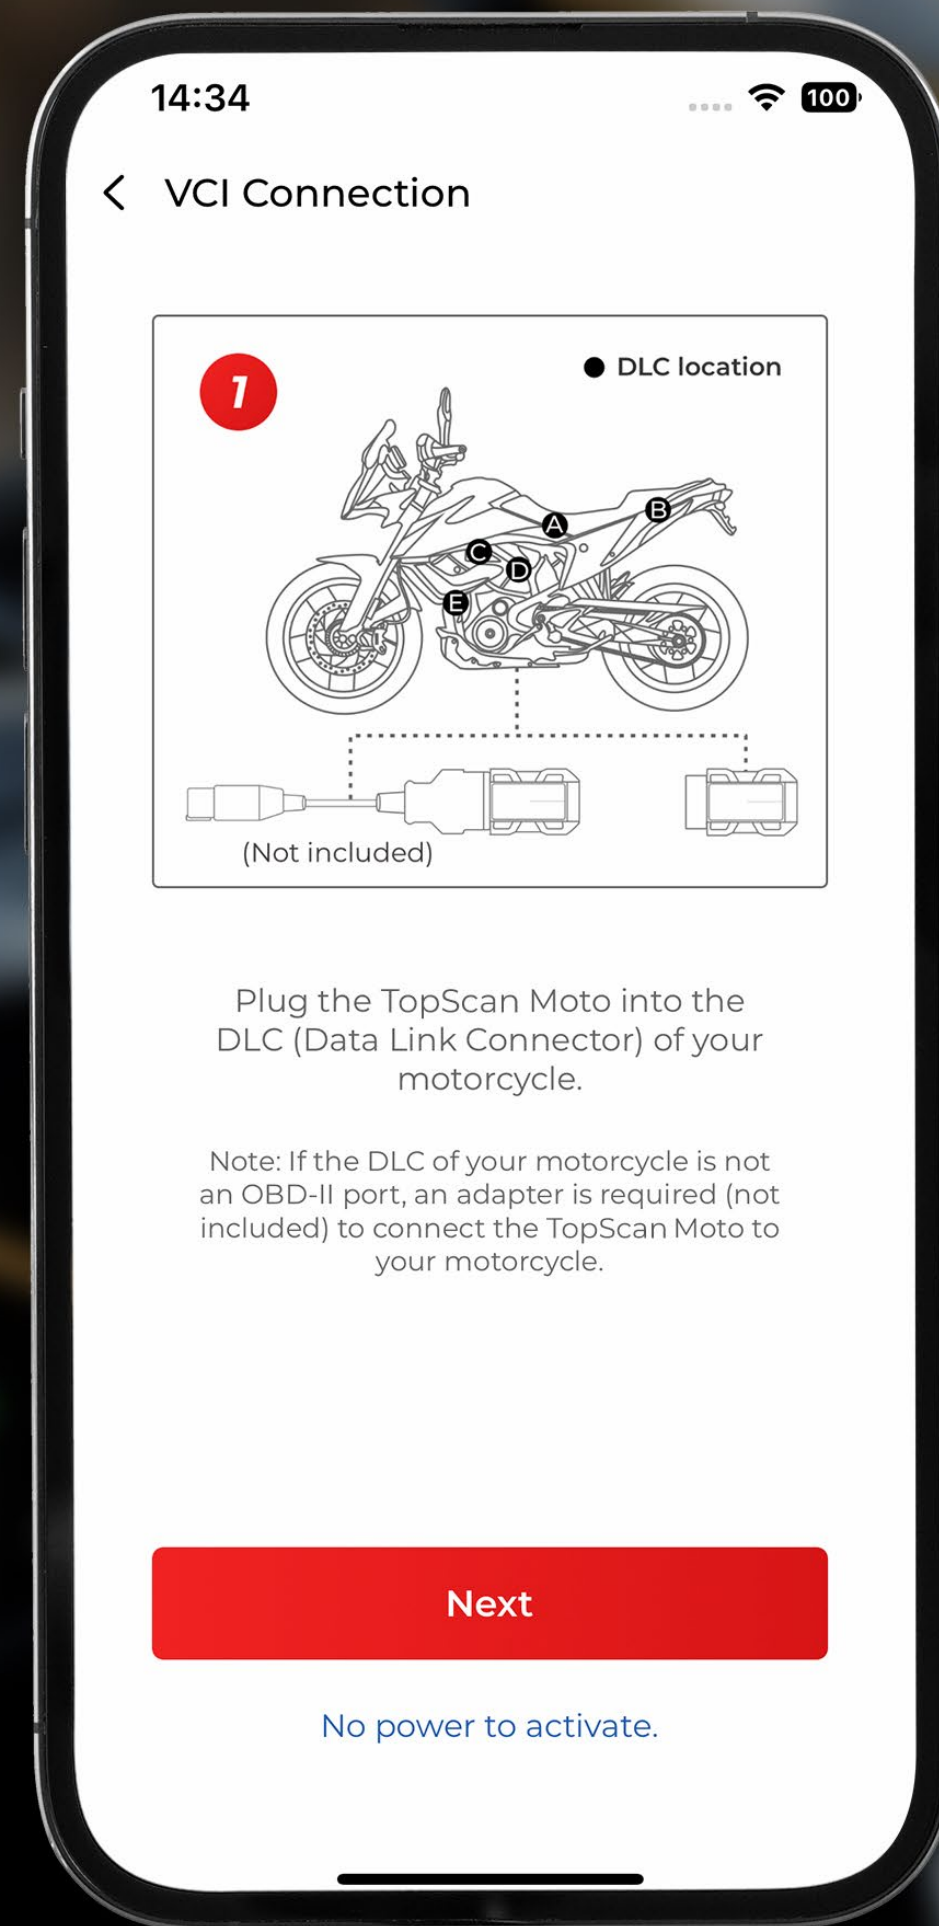 14:34
100
VCI Connection
1
DLC location
A
B
C
D
E
(Not included)
Plug the TopScan Moto into the
DLC (Data Link Connector) of your
motorcycle.
Note: If the DLC of your motorcycle is not
an OBD-II port, an adapter is required (not
included) to connect the TopScan Moto to
your motorcycle.
Next
No power to activate.